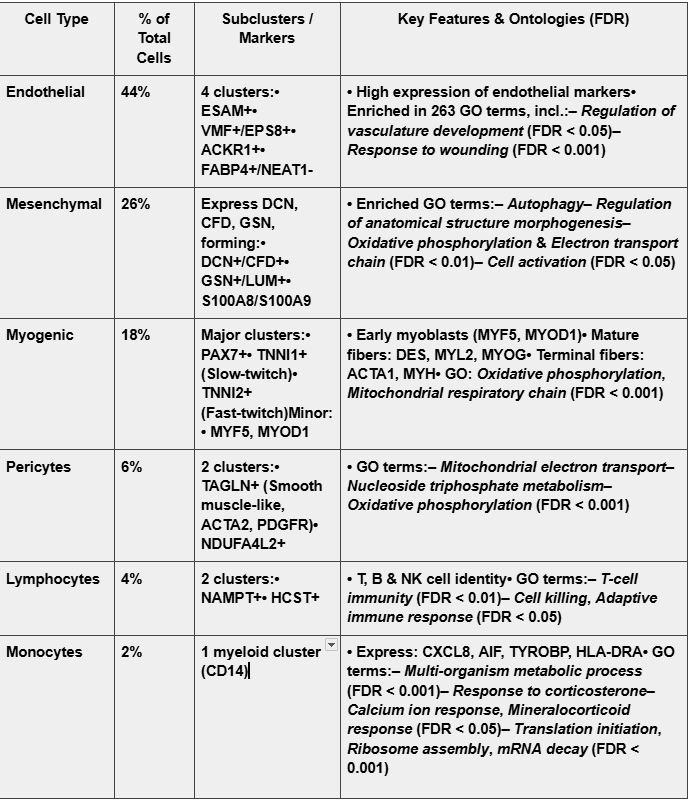 Cell Type
% of
Total
Cells
Subclusters /
Markers
Key Features & Ontologies (FDR)
Endothelial
44%
4 clusters:•
ESAM+•
VMF+/EPS8+•
ACKR1+•
FABP4+/NEAT1-
• High expression of endothelial markers•
Enriched in 263 GO terms, incl.:– Regulation of
vasculature development (FDR < 0.05)–
Response to wounding (FDR < 0.001)
Mesenchymal
26%
Express DCN,
CFD, GSN,
forming:•
DCN+/CFD+•
GSN+/LUM+•
S100A8/S100A9
• Enriched GO terms:– Autophagy– Regulation
of anatomical structure morphogenesis–
Oxidative phosphorylation & Electron transport
chain (FDR < 0.01)– Cell activation (FDR < 0.05)
Myogenic
18%
Major clusters:•
PAX7+• TNNI1+
(Slow-twitch)•
TNNI2+
(Fast-twitch)Minor:
• MYF5, MYOD1
• Early myoblasts (MYF5, MYOD1)• Mature
fibers: DES, MYL2, MYOG• Terminal fibers:
ACTA1, MYH• GO: Oxidative phosphorylation,
Mitochondrial respiratory chain (FDR < 0.001)
Pericytes
6%
2 clusters:•
TAGLN+ (Smooth
muscle-like,
ACTA2, PDGFR)•
NDUFA4L2+
• GO terms:– Mitochondrial electron transport–
Nucleoside triphosphate metabolism–
Oxidative phosphorylation (FDR < 0.001)
Lymphocytes
4%
2 clusters:•
NAMPT+• HCST+
• T, B & NK cell identity• GO terms:– T-cell
immunity (FDR < 0.01)– Cell killing, Adaptive
immune response (FDR < 0.05)
Monocytes
2%
1 myeloid cluster
(CD14)
• Express: CXCL8, AIF, TYROBP, HLA-DRA• GO
terms:– Multi-organism metabolic process
(FDR < 0.001)– Response to corticosterone–
Calcium ion response, Mineralocorticoid
response (FDR < 0.05)– Translation initiation,
Ribosome assembly, mRNA decay (FDR <
0.001)